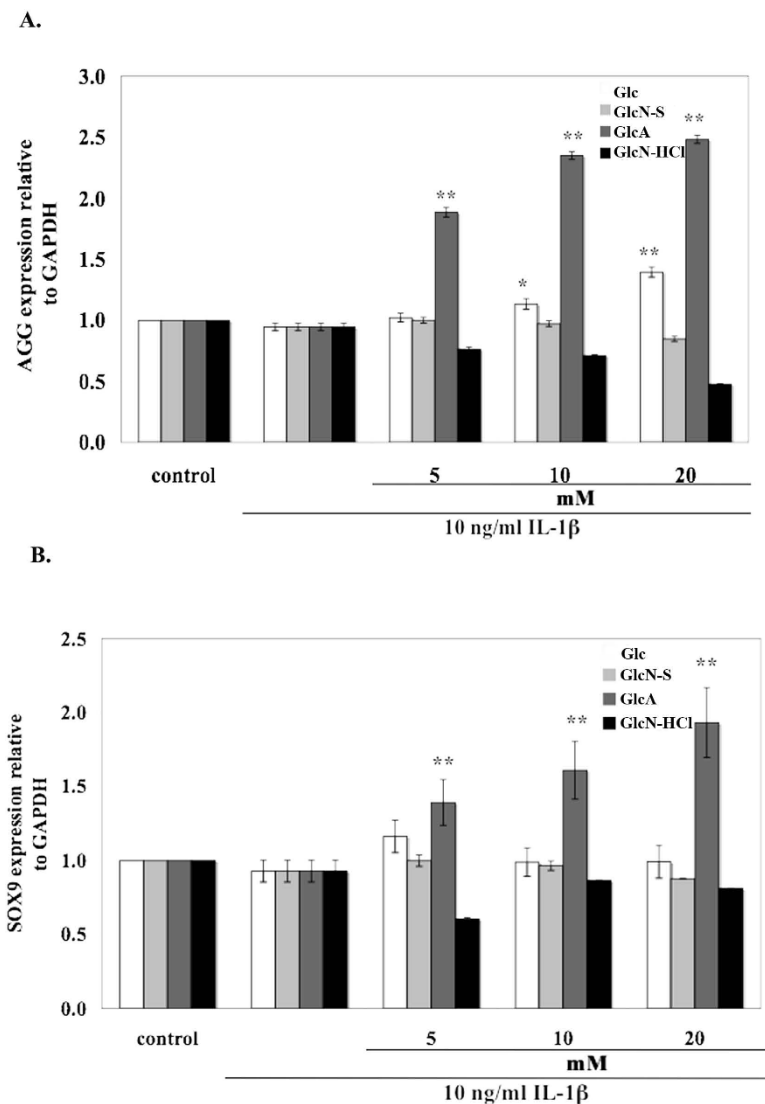 A.
AGG expression relative
to GAPDH
3.0
2.5
2.0
1.5
1.0
0.5
0.0
Glc
GlcN-S
GlcA
GlcN-HCl
**
**
**
*
**
control
5
10
20
mM
10 ng/ml IL-1β
B.
SOX9 expression relative
to GAPDH
2.5
2.0
1.5
1.0
0.5
0.0
Glc
GlcN-S
GlcA
GlcN-HCl
**
**
**
control
5
10
20
mM
10 ng/ml IL-1β